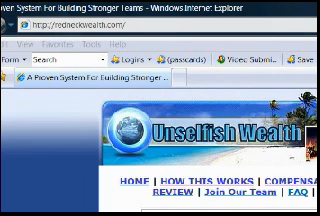 roven System For Building Stronger Teams - Windows Internet Explorer
http://redneckwealth.com/
View Favorites Tools Help
Form Search Logins (passcards) Video Submi... Save
A Proven System For Building Stronger ...
Unselfish Wealth
HOME | HOW THIS WORKS | COMPENSA
REVIEW | Join Our Team | FAQ |